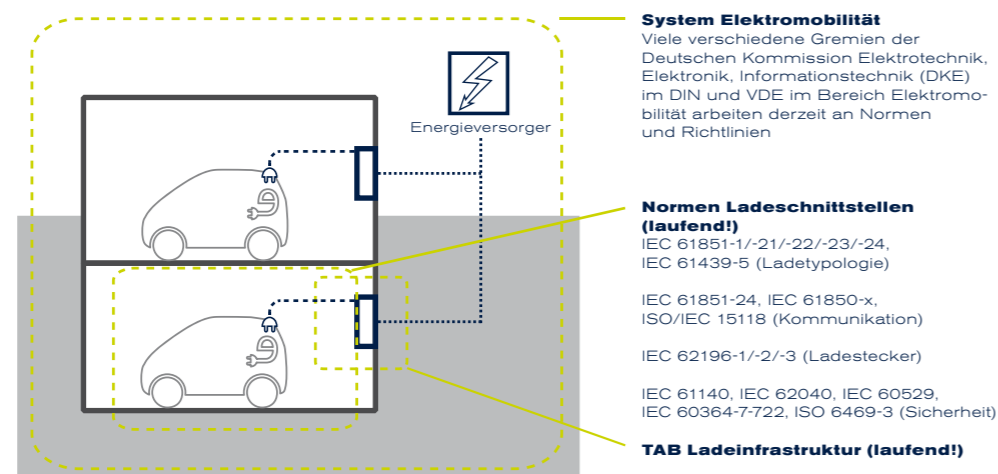 System Elektromobilität
Viele verschiedene Gremien der
Deutschen Kommission Elektrotechnik,
Elektronik, Informationstechnik (DKE)
im DIN und VDE im Bereich Elektromo-
bilität arbeiten derzeit an Normen
und Richtlinien
Energieversorger
Normen Ladeschnittstellen
(laufend!)
IEC 61851-1/-21/-22/-23/-24,
IEC 61439-5 (Ladetypologie)
IEC 61851-24, IEC 61850-x,
ISO/IEC 15118 (Kommunikation)
IEC 62196-1/-2/-3 (Ladestecker)
IEC 61140, IEC 62040, IEC 60529,
IEC 60364-7-722, ISO 6469-3 (Sicherheit)
TAB Ladeinfrastruktur (laufend!)